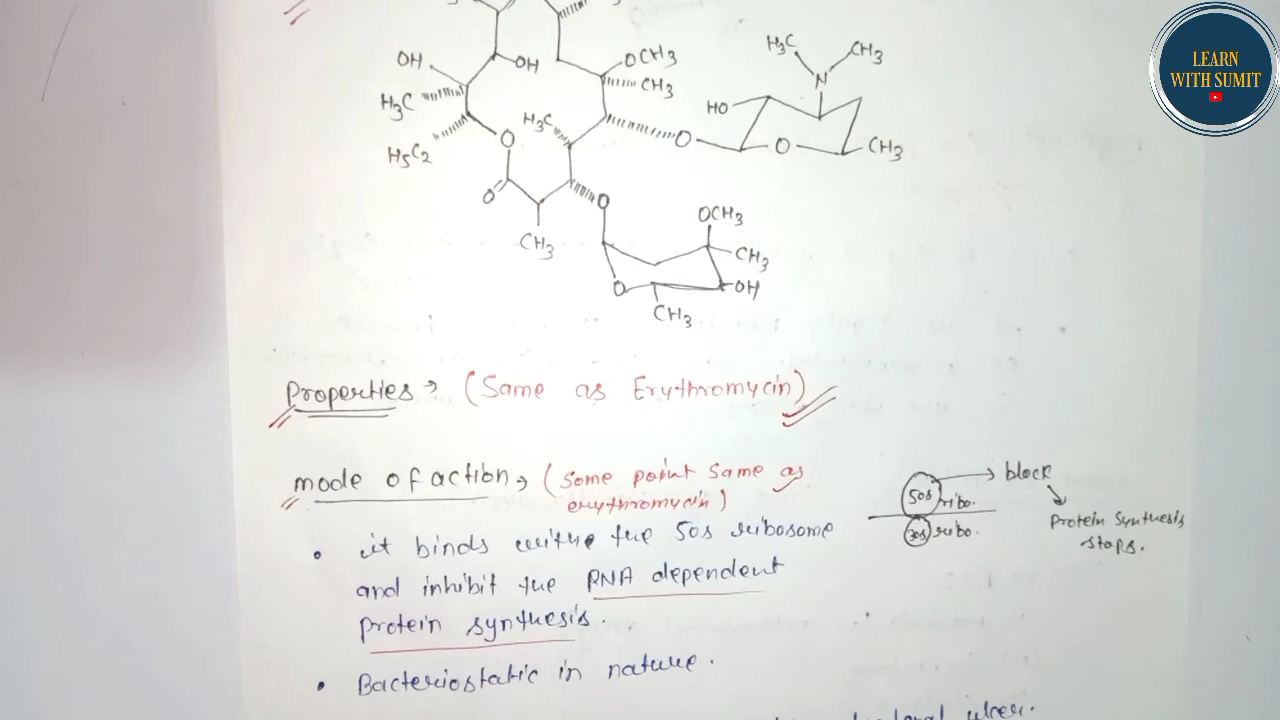 LEARN
WITH SUMIT
OH
OH
OCH3
H3C
CH3
H3C
H3C
CH3
N
HO
O
H5C2
O
O
O
CH3
O
O
OCH3
CH3
CH3
O
OH
CH3
Properties → (Same as Erythromycin)
mode of action → (Some point same as
erythromycin)
50s ribo. → block
30s ribo.
Protein Synthesis
stops.
• it binds withe the 50s ribosome
and inhibit the RNA dependent
protein synthesis.
• Bacteriostatic in nature.
ulcer.